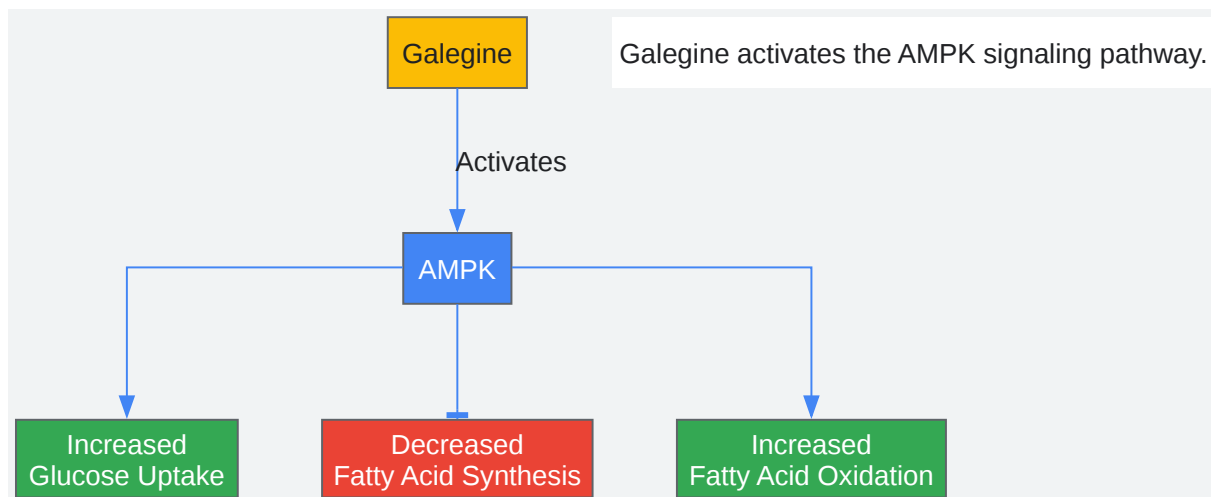 Galegine
Galegine activates the AMPK signaling pathway.
Activates
AMPK
Increased
Glucose Uptake
Decreased
Fatty Acid Synthesis
Increased
Fatty Acid Oxidation